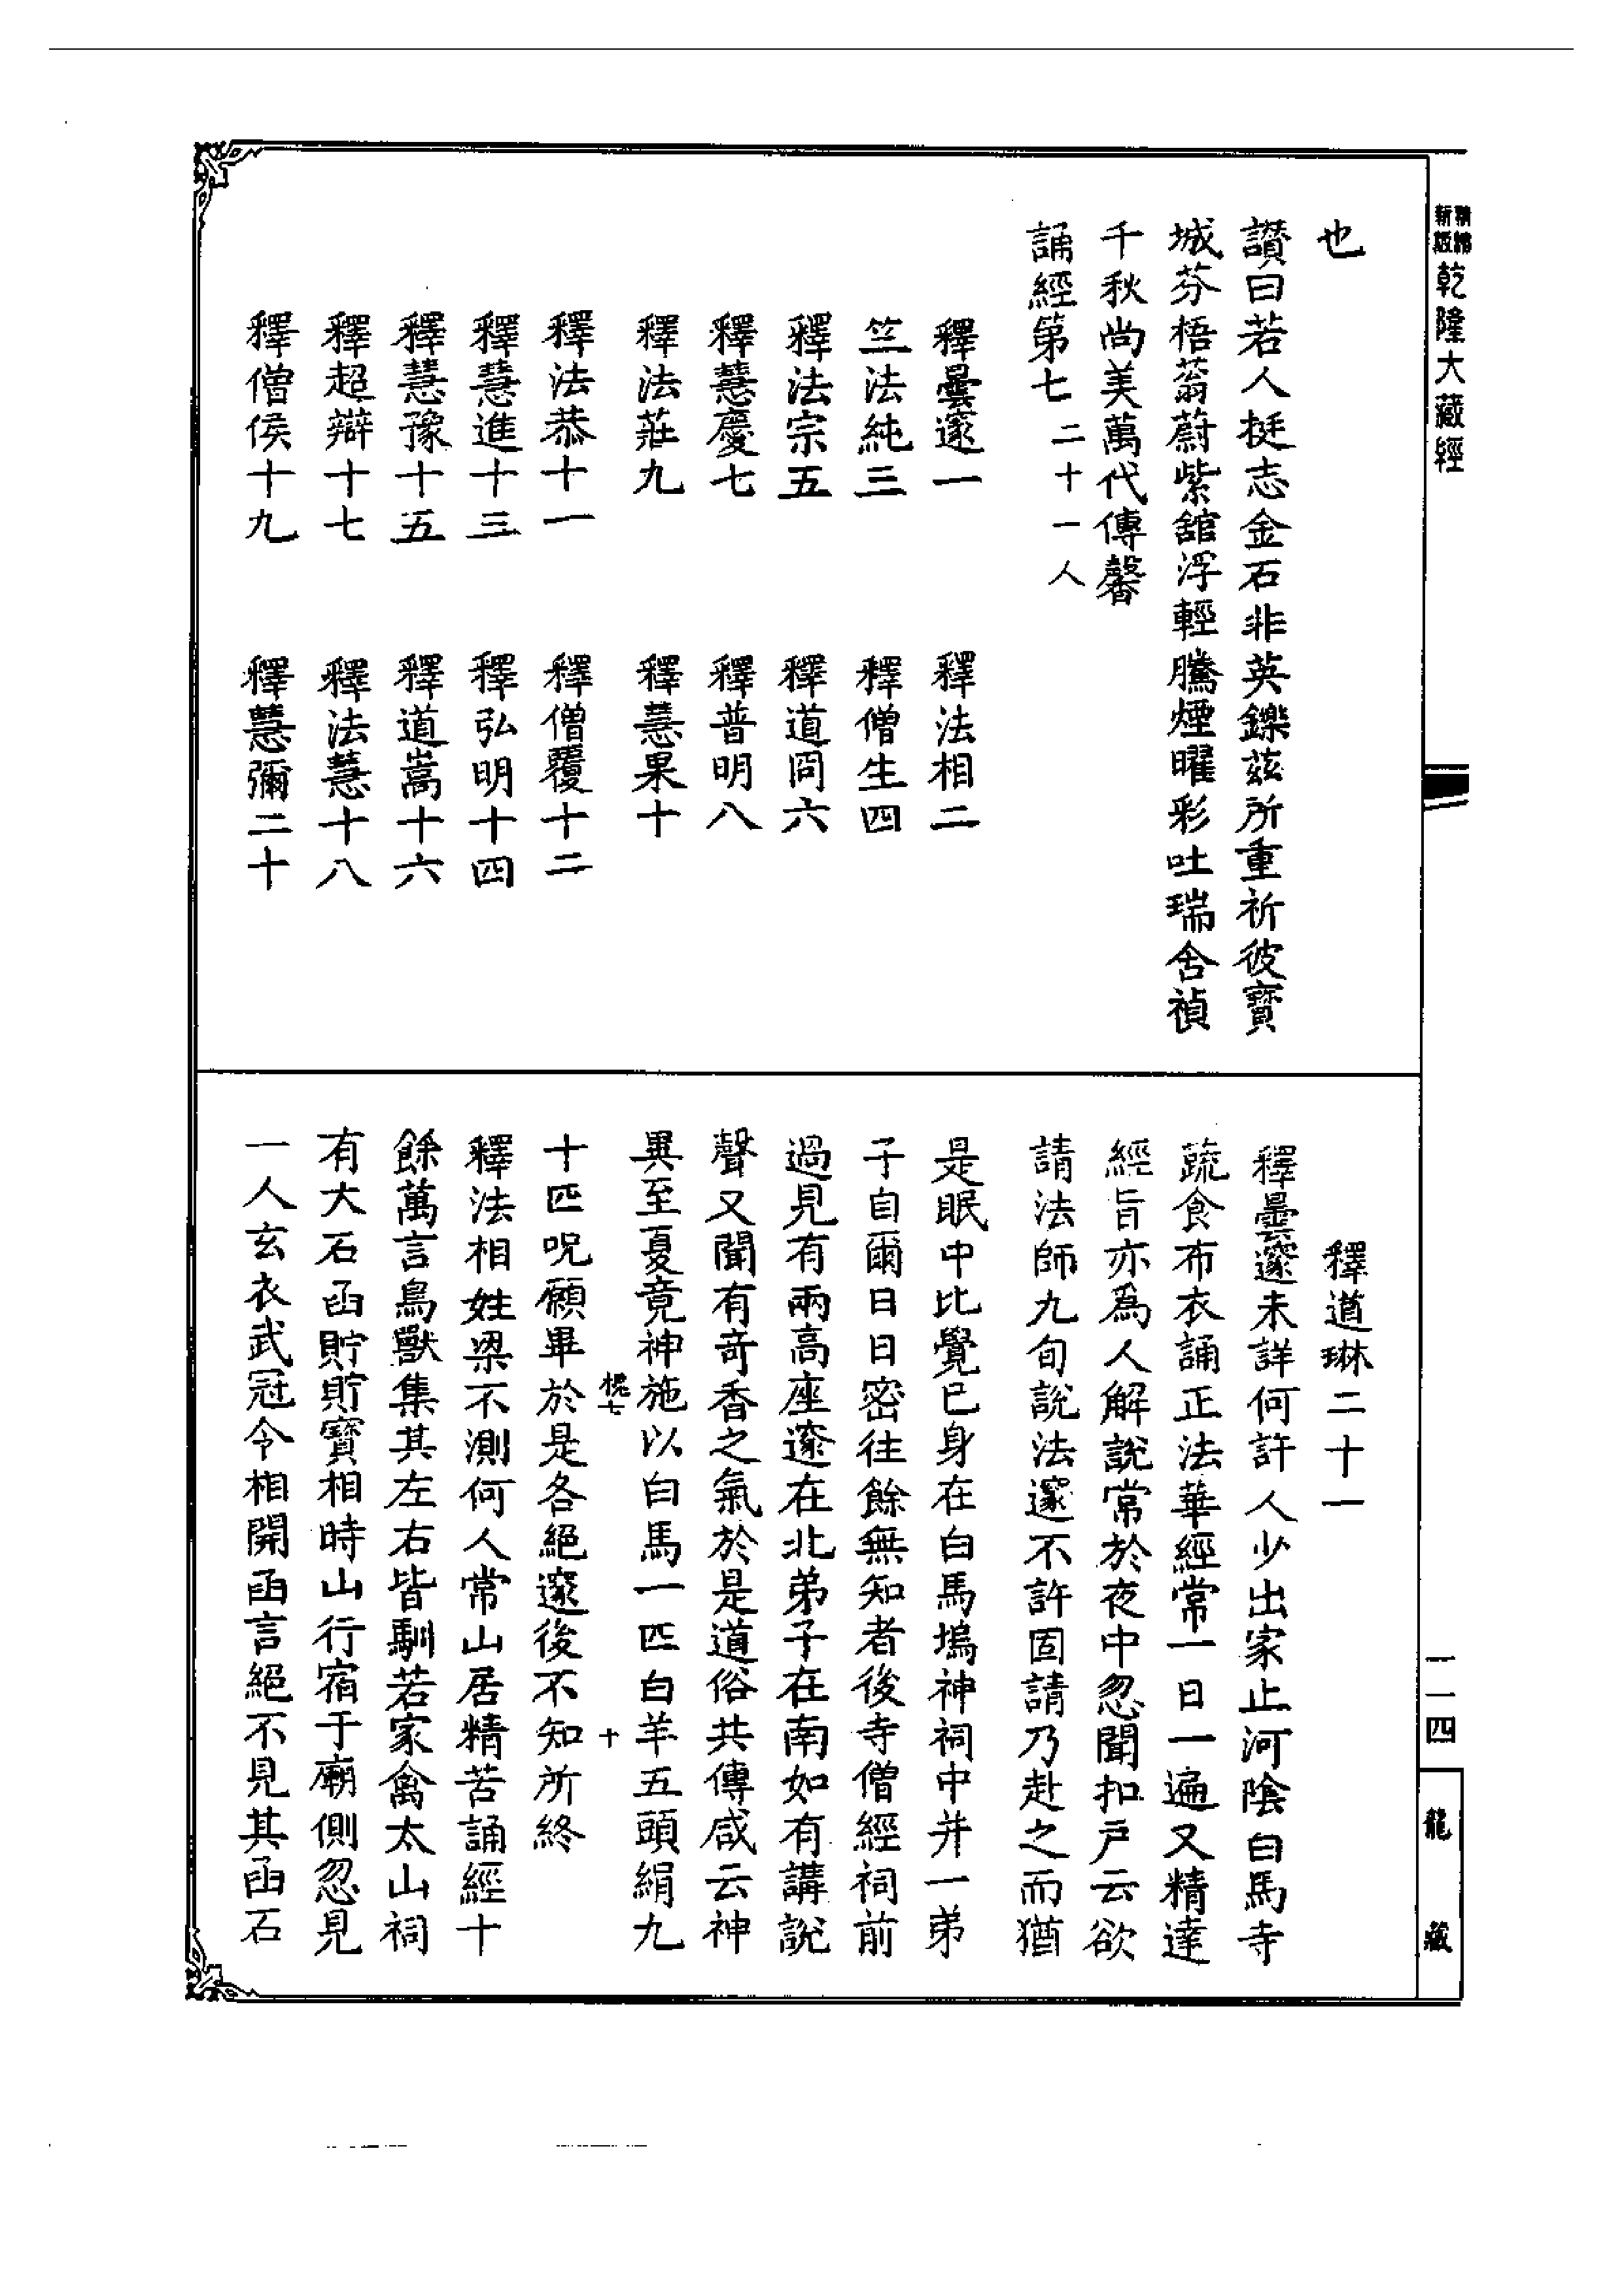 精縮
新版
乾隆大藏經
也
讚曰若人挺志金石非英鑠茲所重祈彼寶
城芬梧蓊蔚紫舘浮輕騰煙曜彩吐瑞含禎
千秋尚美萬代傳馨
誦經第七 二十一人
釋曇邃一 釋法相二
竺法純三 釋僧生四
釋法宗五 釋道冏六
釋慧慶七 釋普明八
釋法莊九 釋慧果十
釋法恭十一 釋僧覆十二
釋慧進十三 釋弘明十四
釋慧豫十五 釋道嵩十六
釋超辯十七 釋法慧十八
釋僧侯十九 釋慧彌二十
釋道琳二十一
釋曇邃未詳何許人少出家止河陰白馬寺
蔬食布衣誦正法華經常一日一遍又精達
經旨亦為人解說常於夜中忽聞扣戶云欲
請法師九旬說法邃不許固請乃赴之而猶
是眠中比覺已身在白馬塢神祠中并一弟
子自爾日日密往餘無知者後寺僧經祠前
過見有兩高座邃在北弟子在南如有講說
聲又聞有奇香之氣於是道俗共傳咸云神
異至夏竟神施以白馬一匹白羊五頭絹九
十匹呪願畢於是各絕邃後不知所終
釋法相姓梁不測何人常山居精苦誦經十
餘萬言鳥獸集其左右皆馴若家禽太山祠
有大石函貯貯寶相時山行宿于廟側忽見
一人玄衣武冠令相開函言絕不見其函石
十
一一四
龍藏